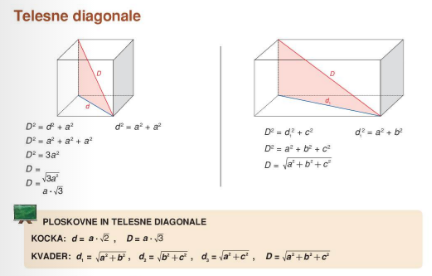 Telesne diagonale
D
d
D² = d² + a²
d² = a² + a²
D² = a² + a² + a²
D² = 3a²
D =
D = √3a²
a·√3
D
d₁
D² = d₁² + c²
d₁² = a² + b²
D² = a² + b² + c²
D = √a² + b² + c²
PLOSKOVNE IN TELESNE DIAGONALE
KOCKA: d = a·√2 , D = a·√3
KVADER: d₁ = √a² + b² , d₂ = √b² + c² , d₃ = √a² + c² , D = √a² + b² + c²